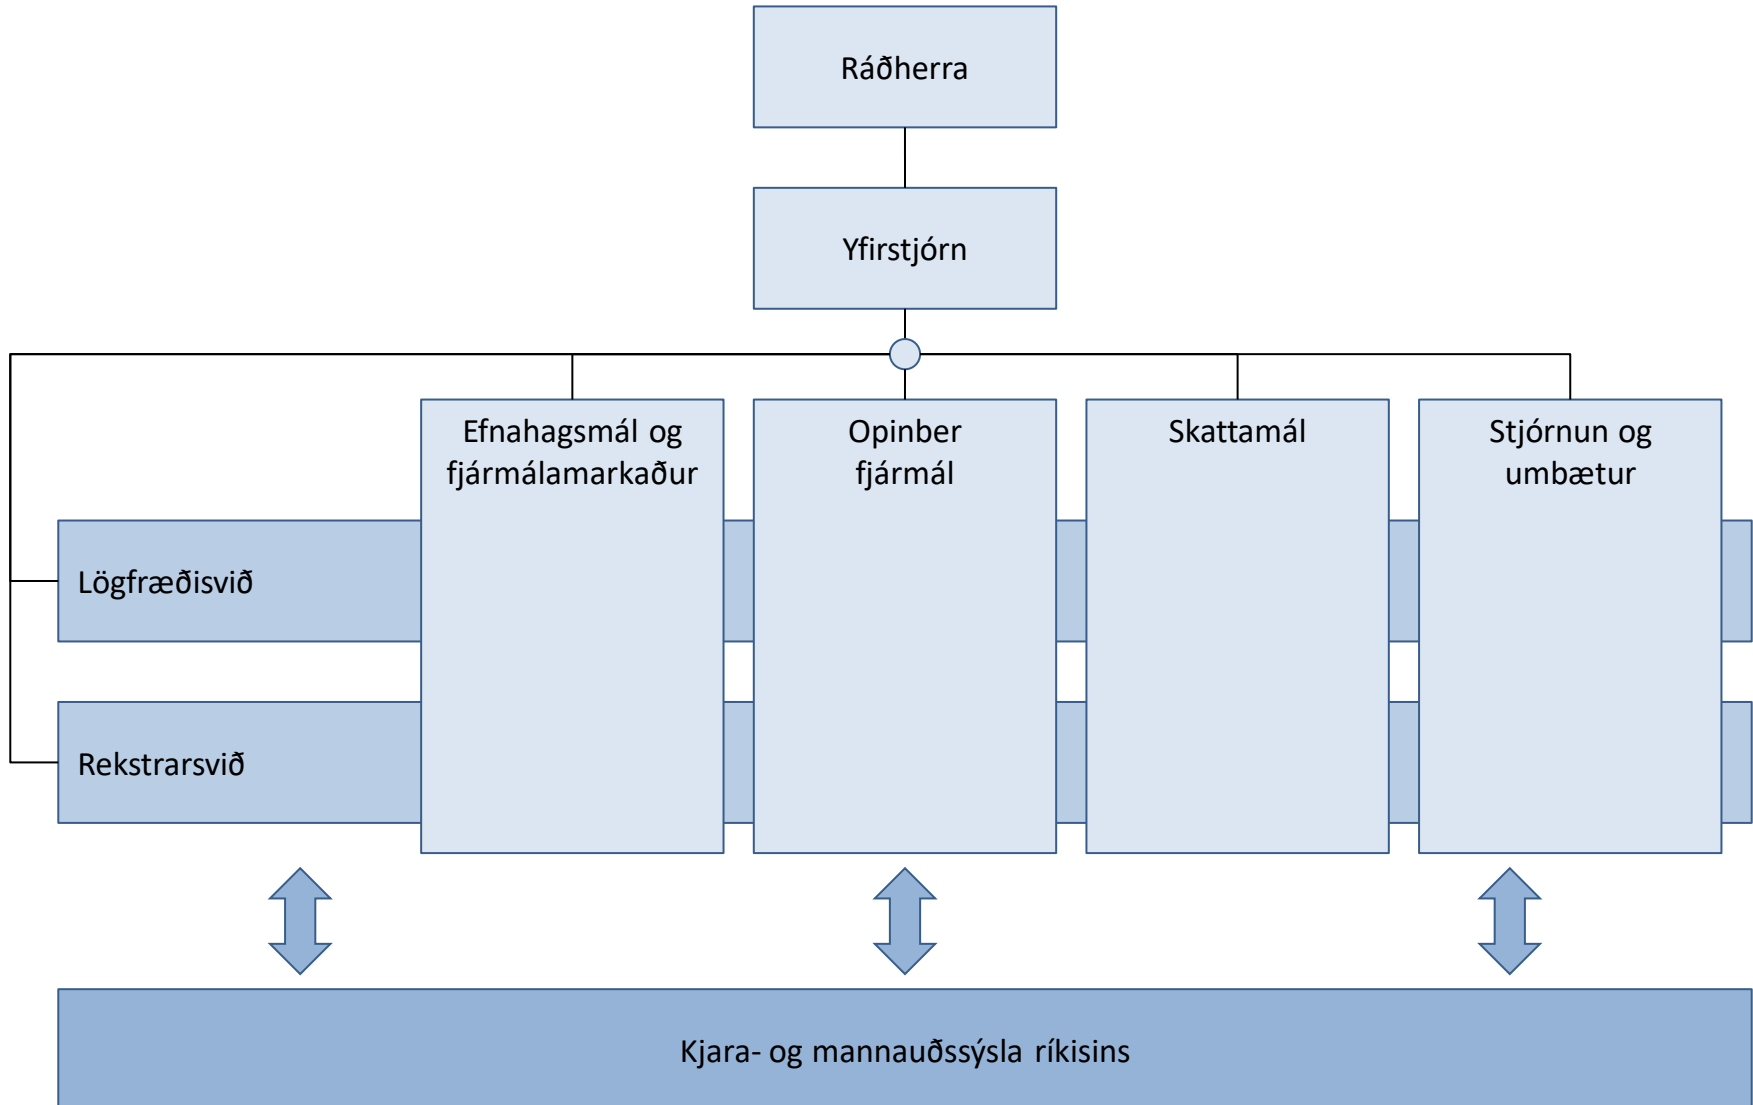 Ráðherra
Yfirstjórn
Efnahagsmál og
fjármálamarkaður
Opinber
fjármál
Skattamál
Stjórnun og
umbætur
Lögfræðisvið
Rekstrarsvið
Kjara- og mannauðssýsla ríkisins